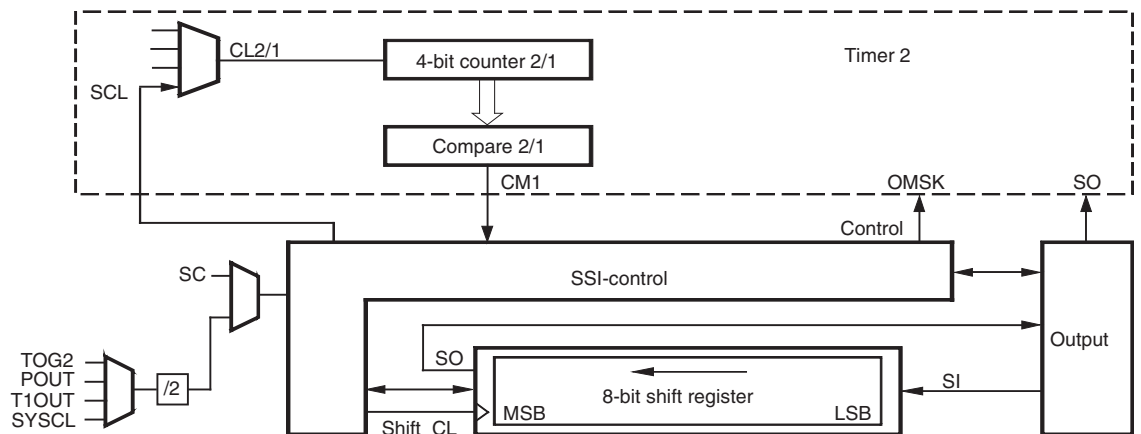 Timer 2
CL2/1
4-bit counter 2/1
SCL
Compare 2/1
CM1
OMSK
SO
Control
SC
SSI-control
TOG2
POUT
T1OUT
SYSCL
/2
SO
Output
8-bit shift register
SI
MSB
LSB
Shift_CL